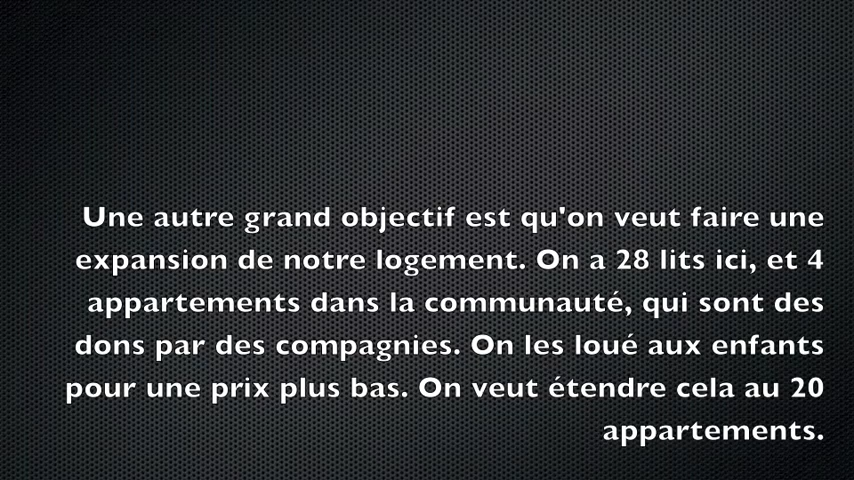 Une autre grand objectif est qu'on veut faire une
expansion de notre logement. On a 28 lits ici, et 4
appartements dans la communauté, qui sont des
dons par des compagnies. On les loué aux enfants
pour une prix plus bas. On veut étendre cela au 20
appartements.